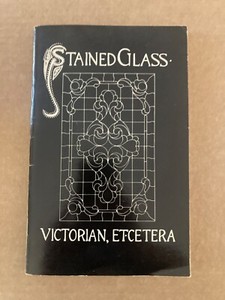 STAINED GLASS
VICTORIAN, ETCETERA